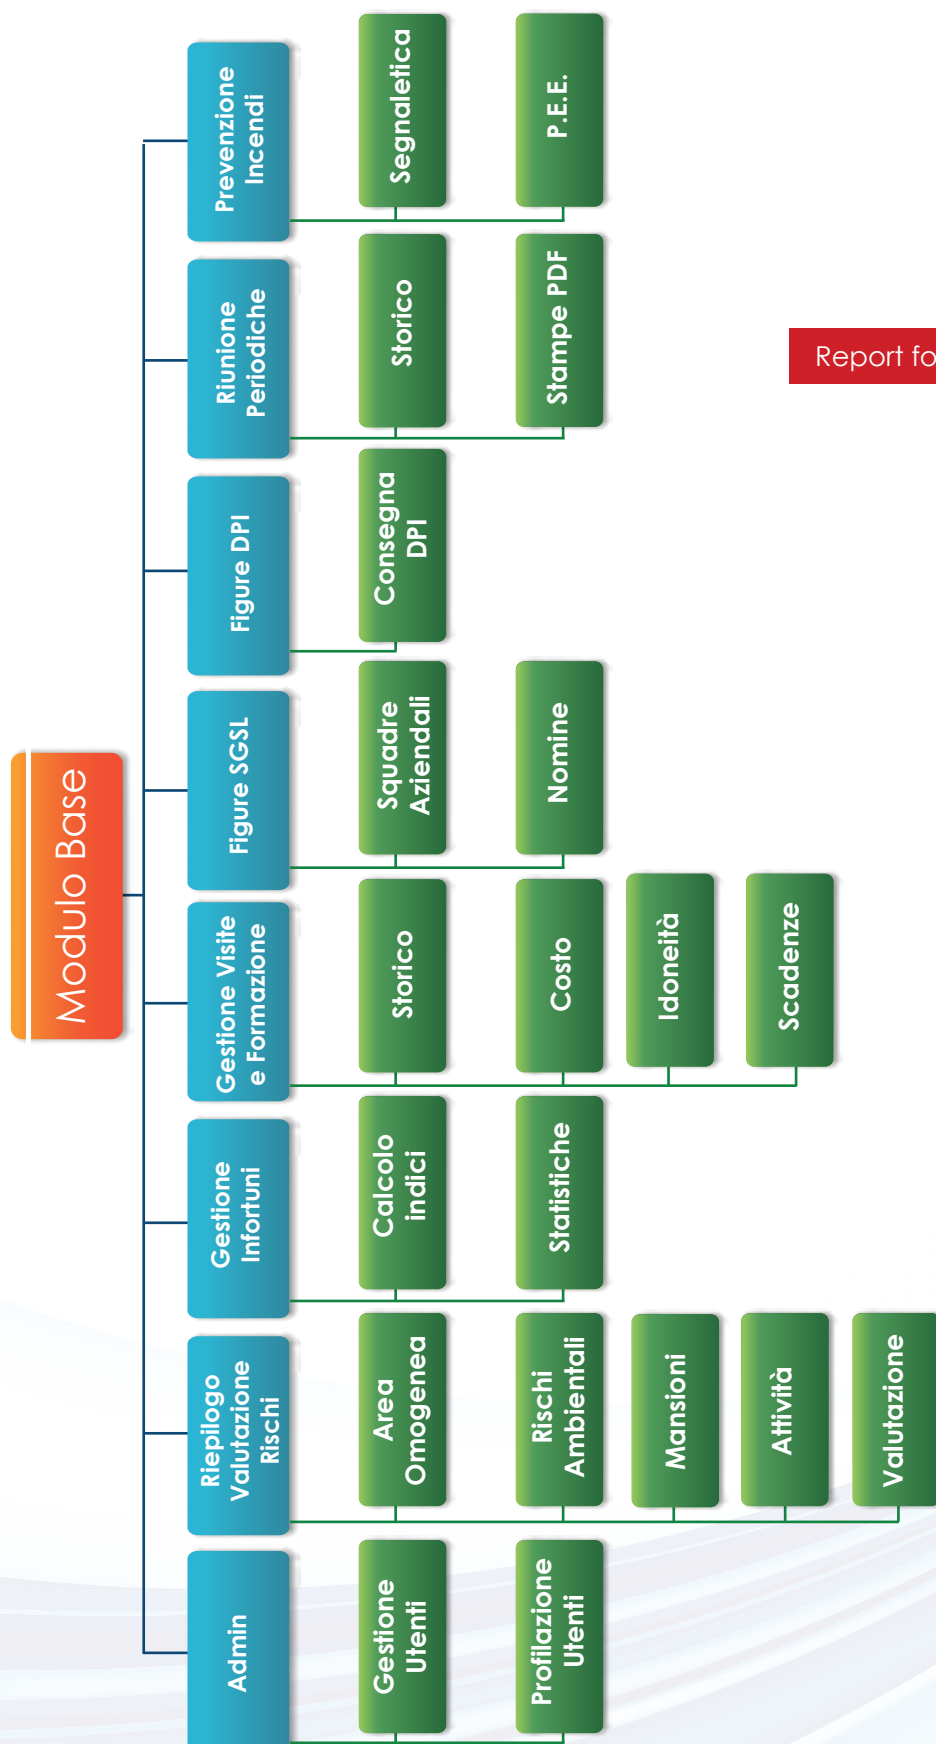 Modulo Base
Admin
Gestione
Utenti
Profilazione
Utenti
Riepilogo
Valutazione
Rischi
Area
Omogenea
Rischi
Ambientali
Mansioni
Attività
Valutazione
Gestione
Infortuni
Calcolo
indici
Statistiche
Gestione Visite
e Formazione
Storico
Costo
Idoneità
Scadenze
Figure SGSL
Squadre
Aziendali
Nomine
Figure DPI
Consegna
DPI
Riunione
Periodiche
Storico
Stampe PDF
Prevenzione
Incendi
Segnaletica
P.E.E.
Report fo